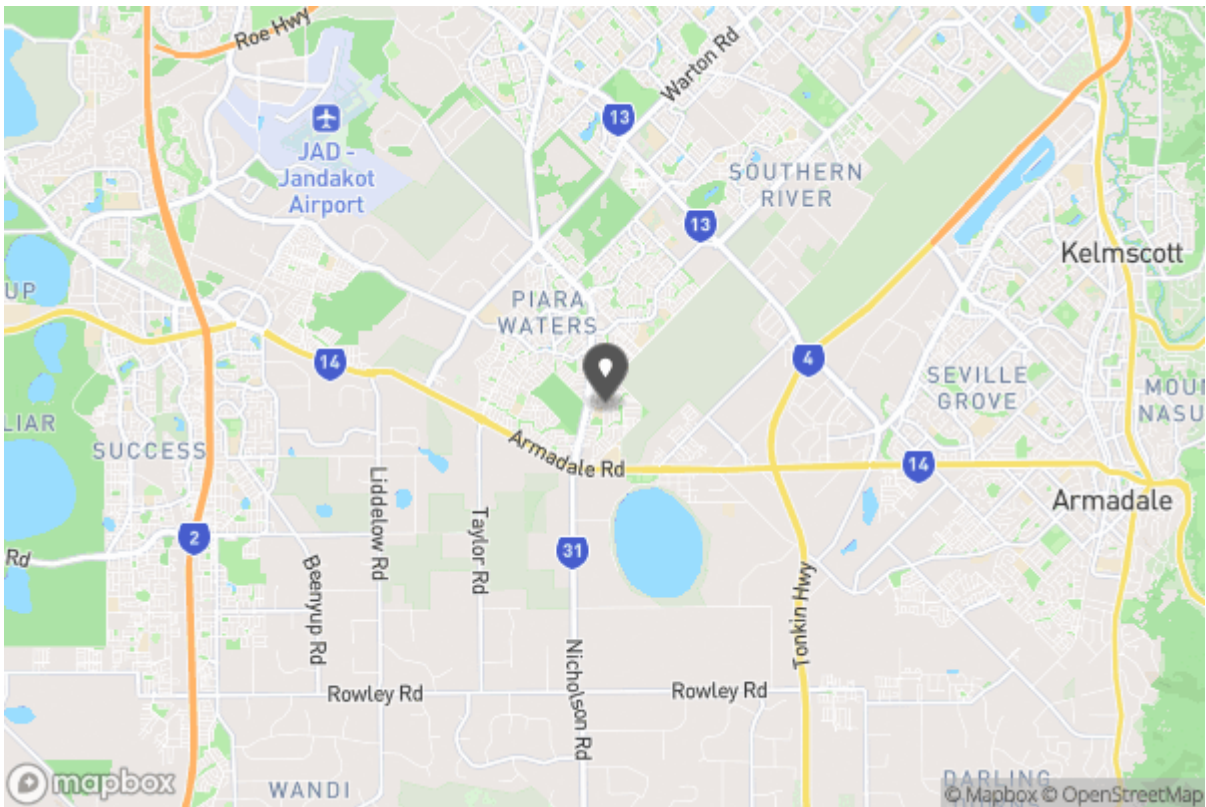 Roe Hwy
Warton Rd
13
JAD -
Jandakot
Airport
SOUTHERN
RIVER
13
Kelmscott
UP
PIARA
WATERS
14
4
SEVILLE
GROVE
MOUN
NASU
LIAR
SUCCESS
Armadale Rd
14
Armadale
Liddelow Rd
Taylor Rd
2
31
Rd
Beenyup Rd
Tonkin Hwy
Nicholson Rd
Rowley Rd
Rowley Rd
mapbox
WANDI
DARLING
© Mapbox © OpenStreetMap